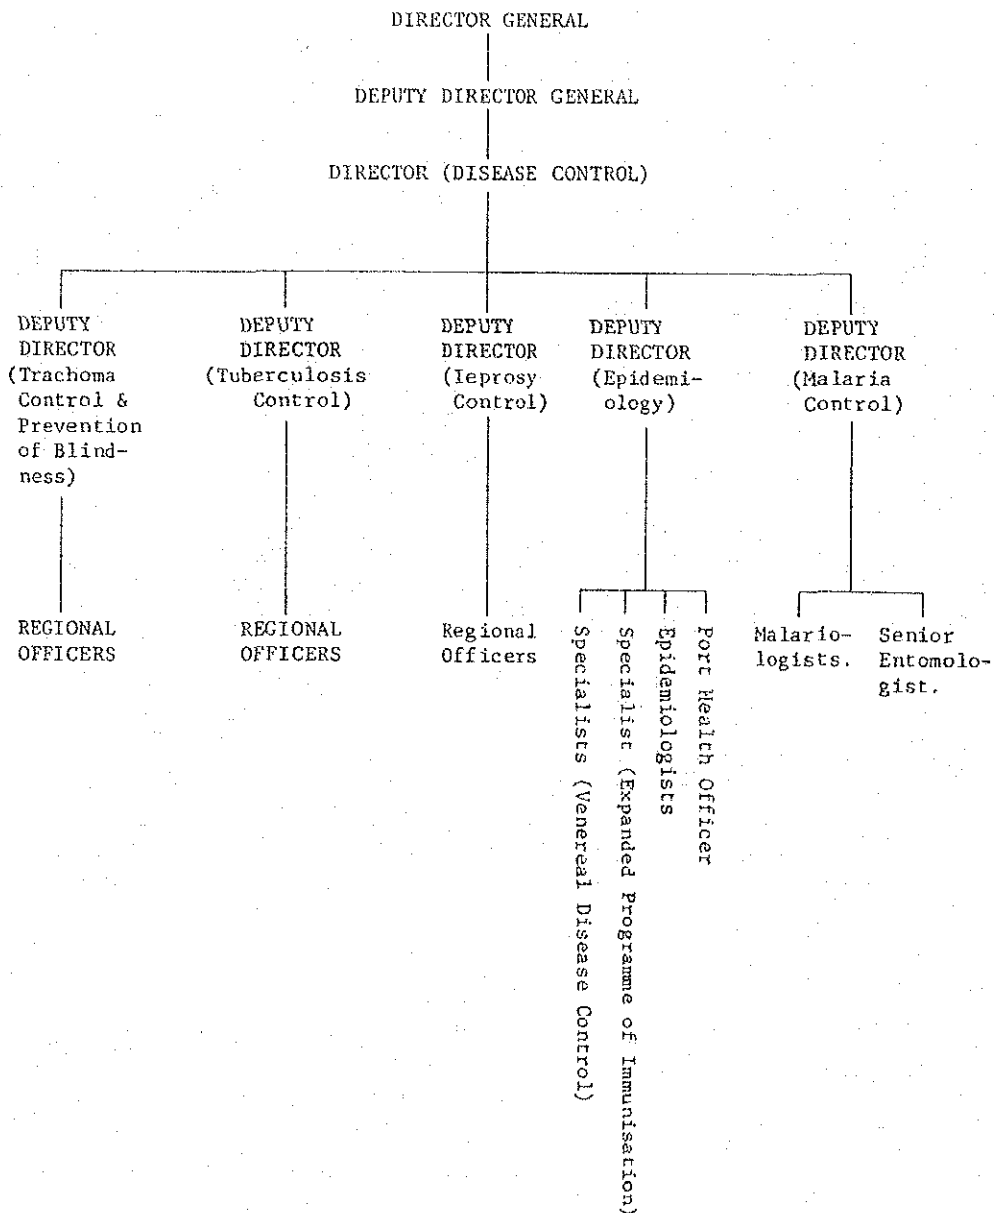 DIRECTOR GENERAL
DEPUTY DIRECTOR GENERAL
DIRECTOR (DISEASE CONTROL)
DEPUTY
DIRECTOR
(Trachoma
Control &
Prevention
of Blind-
ness)
DEPUTY
DIRECTOR
(Tuberculosis
Control)
DEPUTY
DIRECTOR
(Ieprosy
Control)
DEPUTY
DIRECTOR
(Epidemi-
ology)
DEPUTY
DIRECTOR
(Malaria
Control)
REGIONAL
OFFICERS
REGIONAL
OFFICERS
Regional
Officers
Specialists (Venereal Disease Control)
Specialist (Expanded Programme of Immunisation)
Epidemiologists
Port Health Officer
Malario-
logists.
Senior
Entomolo-
gist.